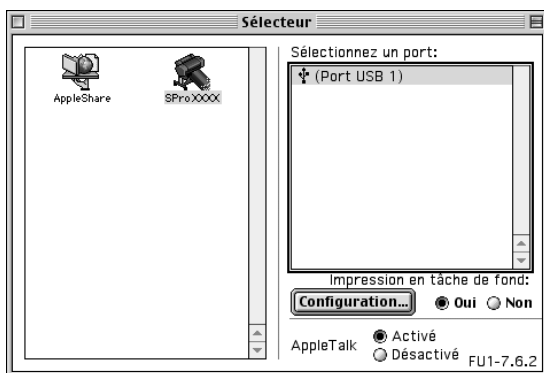 Sélecteur
AppleShare
SPro XXXX
Sélectionnez un port:
(Port USB 1)
Impression en tâche de fond:
Configuration... Oui Non
AppleTalk
Activé
Désactivé
FU1-7.6.2